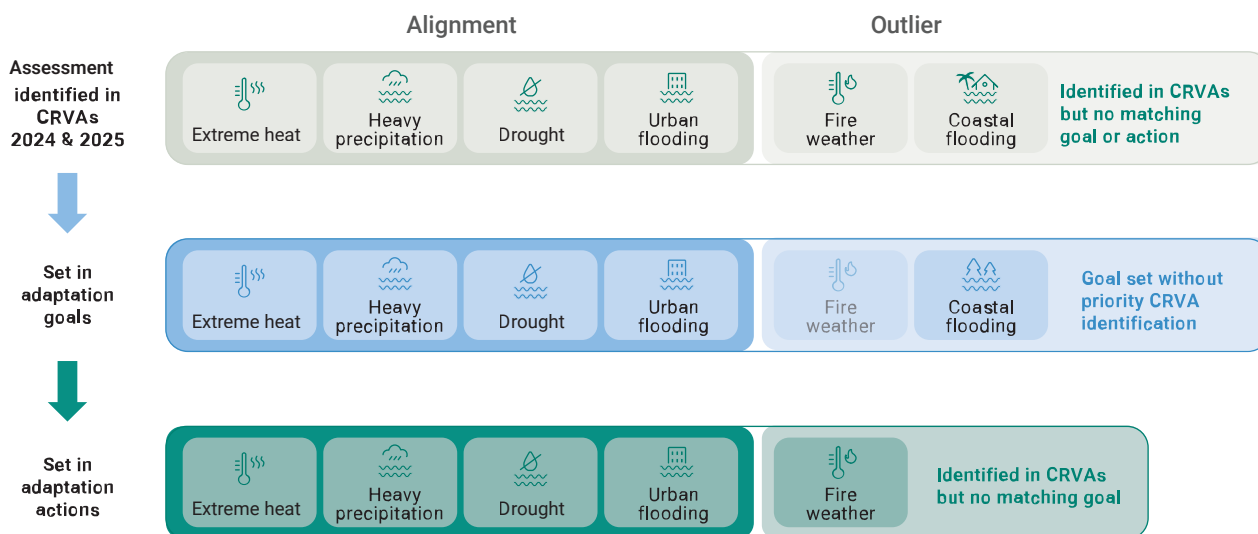 Alignment
Outlier
Assessment
identified in
CRVAs
2024 & 2025
Extreme heat
Heavy
precipitation
Drought
Urban
flooding
Fire
weather
Coastal
flooding
Identified in CRVAs
but no matching
goal or action
Set in
adaptation
goals
Extreme heat
Heavy
precipitation
Drought
Urban
flooding
Fire
weather
Coastal
flooding
Goal set without
priority CRVA
identification
Set in
adaptation
actions
Extreme heat
Heavy
precipitation
Drought
Urban
flooding
Fire
weather
Identified in CRVAs
but no matching goal